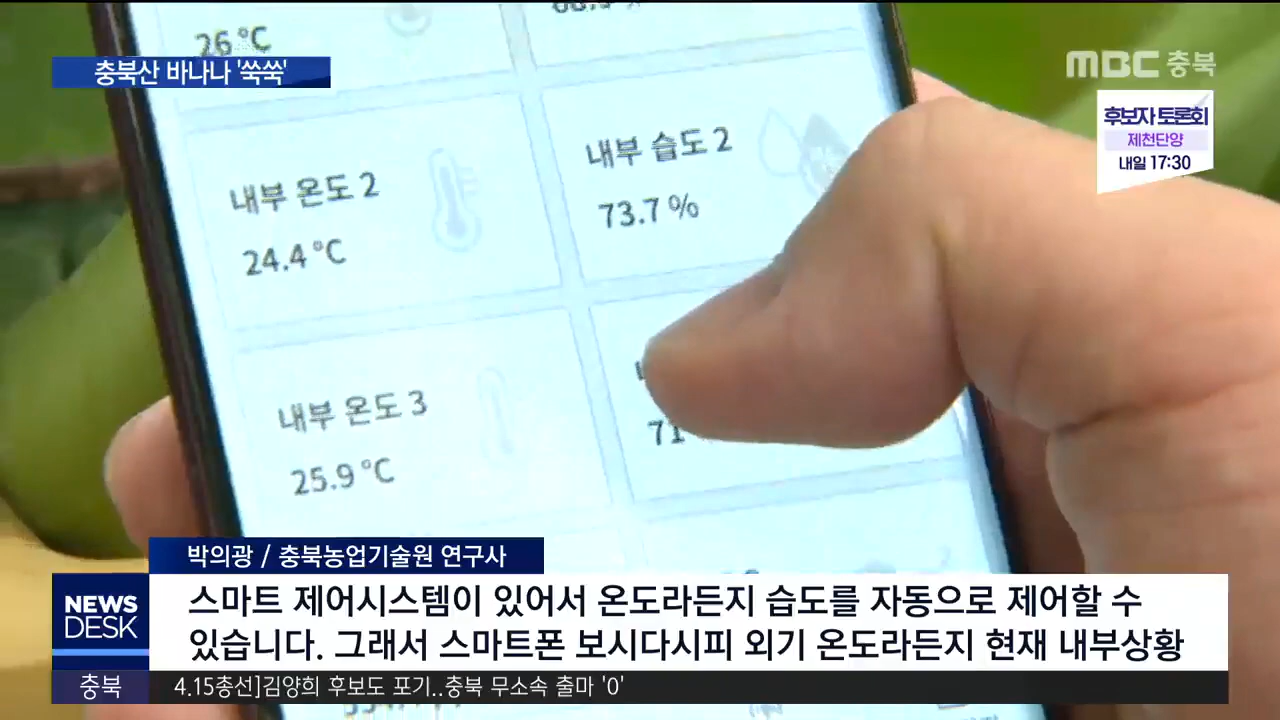 26℃
충북산 바나나 '쑥쑥'
MBC 충북
후보자 토론회
제천단양
내일 17:30
내부 온도 2
24.4℃
내부 습도 2
73.7%
내부 온도 3
25.9℃
71
박의광 / 충북농업기술원 연구사
NEWS
DESK
스마트 제어시스템이 있어서 온도라든지 습도를 자동으로 제어할 수
있습니다. 그래서 스마트폰 보시다시피 외기 온도라든지 현재 내부상황
충북
4.15총선]김양희 후보도 포기..충북 무소속 출마 '0'